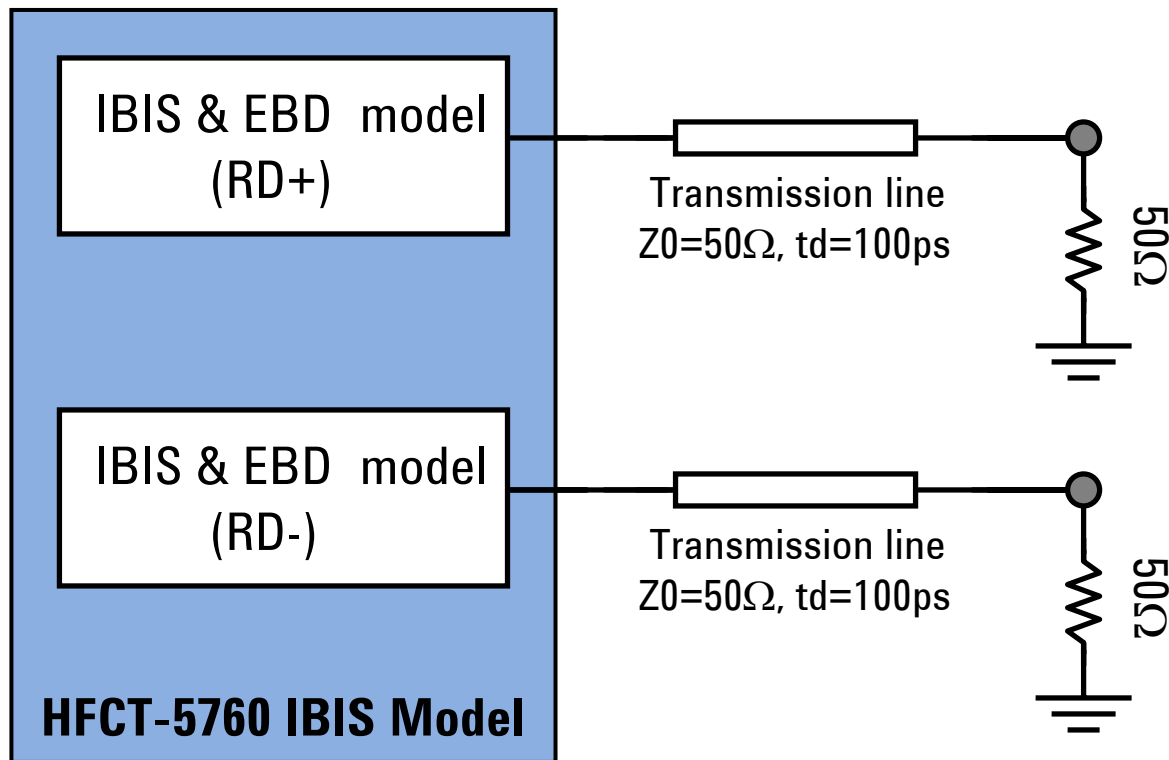 IBIS & EBD model
(RD+)
Transmission line
Z0=50Ω, td=100ps
50Ω
IBIS & EBD model
(RD-)
Transmission line
Z0=50Ω, td=100ps
50Ω
HFCT-5760 IBIS Model